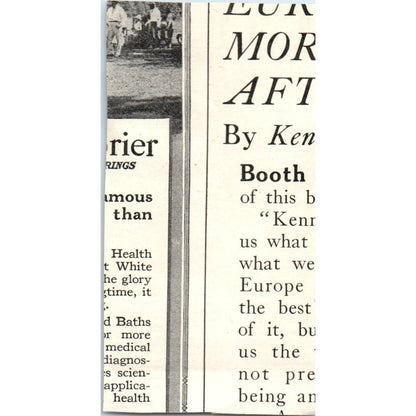 rier
RINGS
amous
than
Health
t White
he glory
gtime, it
d Baths
or more
medical
diagnos-
es scien-
applica-
health
EUR
MOR
AFT
By Ken
Booth
of this b
"Kenn
us what
what we
Europe
the best
of it, bu
us the
not pre
being an